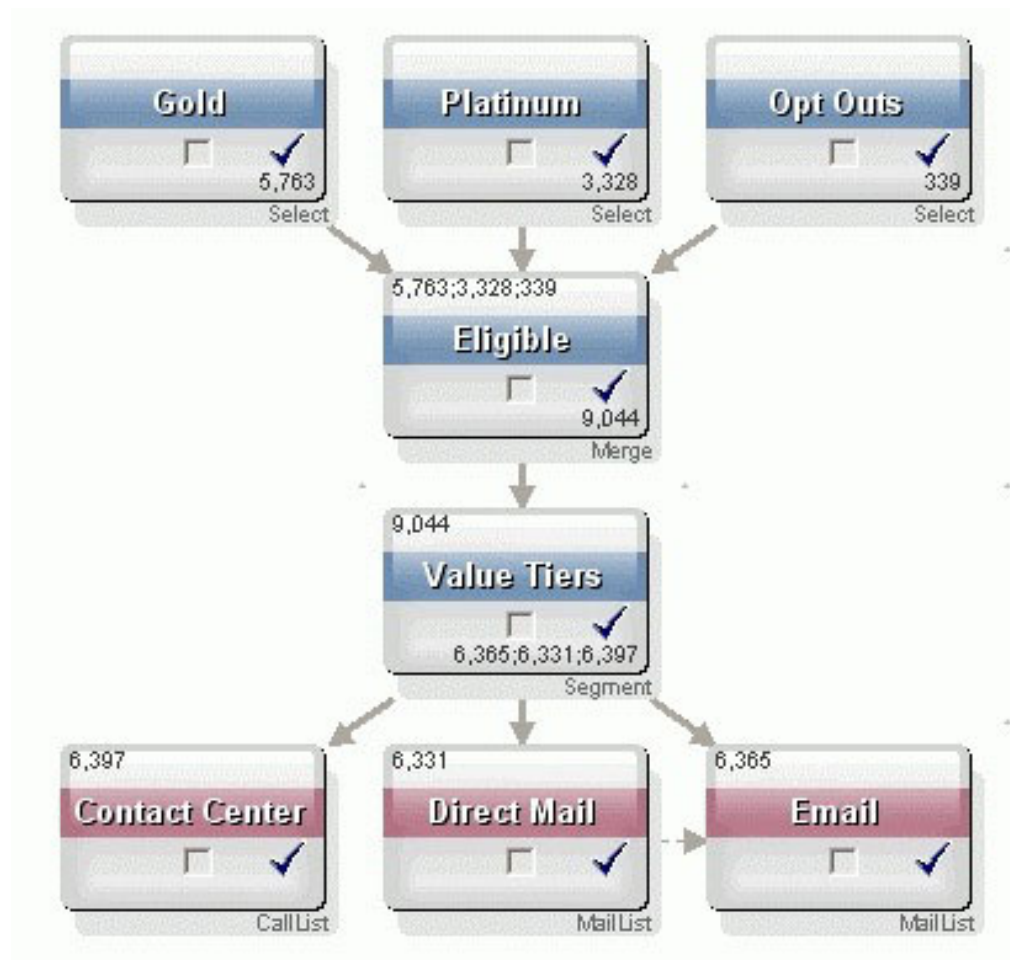 Gold
5,763
Select
Platinum
3,328
Select
Opt Outs
339
Select
5,763;3,328;339
Eligible
9,044
Merge
9,044
Value Tiers
6,365;6,331;6,397
Segment
6,397
Contact Center
CallList
6,331
Direct Mail
MailList
6,365
Email
MailList